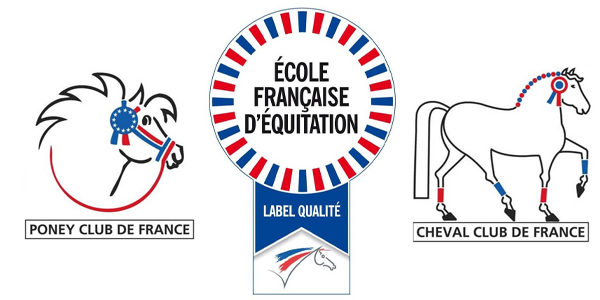 PONEY CLUB DE FRANCE
ÉCOLE
FRANÇAISE
D'ÉQUITATION
LABEL QUALITÉ
CHEVAL CLUB DE FRANCE